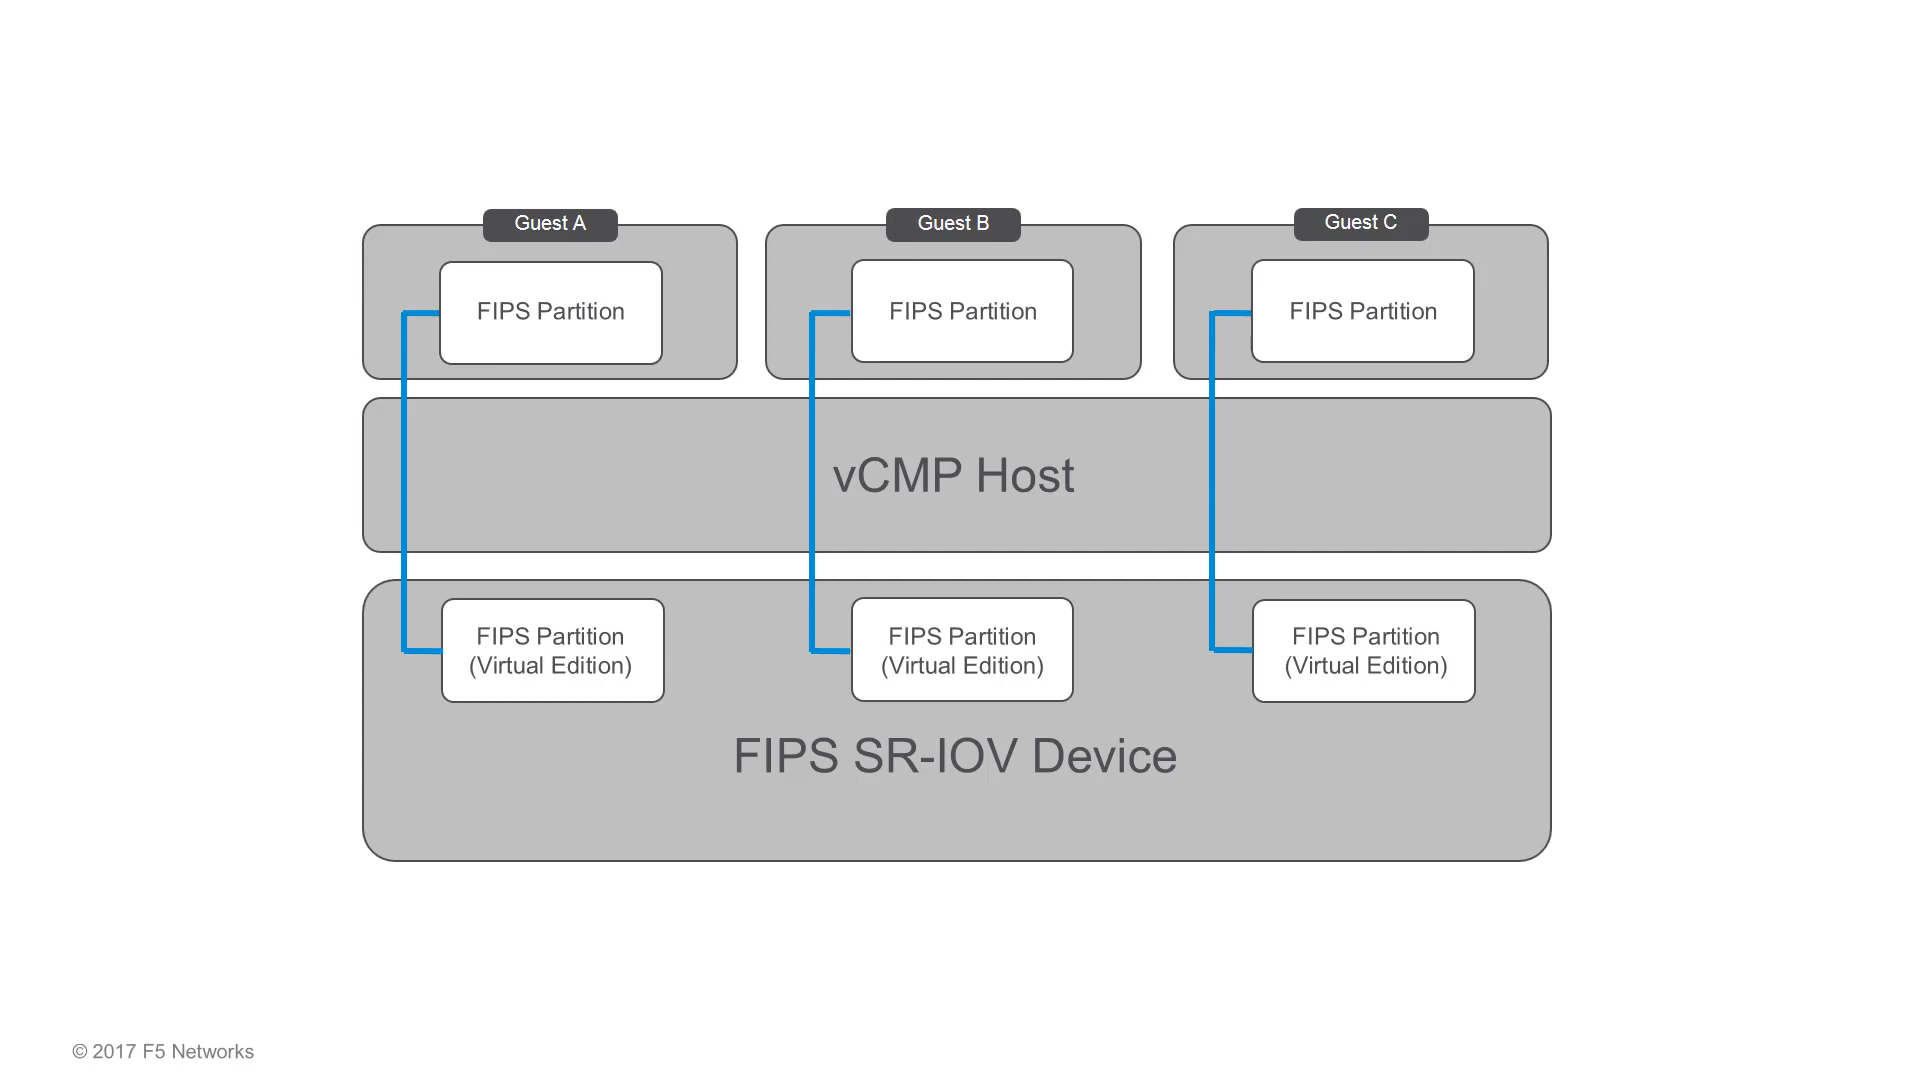 Guest A
Guest B
Guest C
FIPS Partition
FIPS Partition
FIPS Partition
vCMP Host
FIPS Partition
(Virtual Edition)
FIPS Partition
(Virtual Edition)
FIPS Partition
(Virtual Edition)
FIPS SR-IOV Device
© 2017 F5 Networks